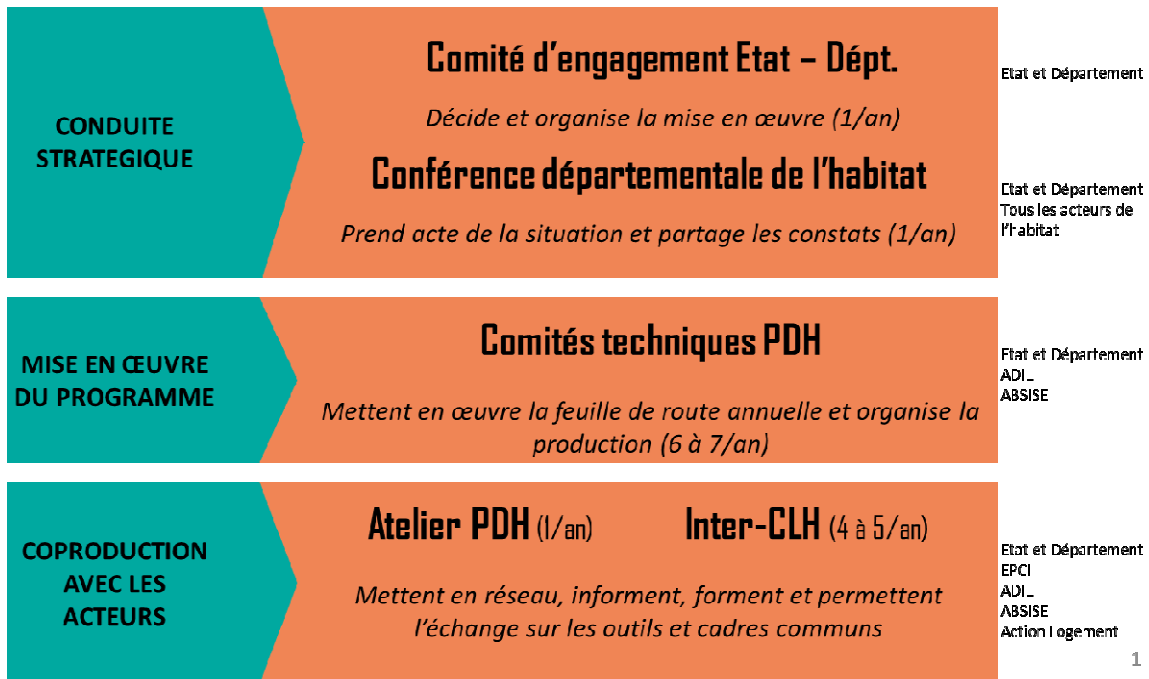 CONDUITE
STRATEGIQUE
Comité d'engagement Etat – Dépt.
Décide et organise la mise en œuvre (1/an)
Conférence départementale de l'habitat
Prend acte de la situation et partage les constats (1/an)
Etat et Département
Etat et Département
Tous les acteurs de
l'habitat
MISE EN ŒUVRE
DU PROGRAMME
Comités techniques PDH
Mettent en œuvre la feuille de route annuelle et organise la
production (6 à 7/an)
Etat et Département
ADIL
ABSISE
COPRODUCTION
AVEC LES
ACTEURS
Atelier PDH (1/an) Inter-CLH (4 à 5/an)
Mettent en réseau, informent, forment et permettent
l'échange sur les outils et cadres communs
Etat et Département
EPCI
ADIL
ABSISE
Action Logement
1